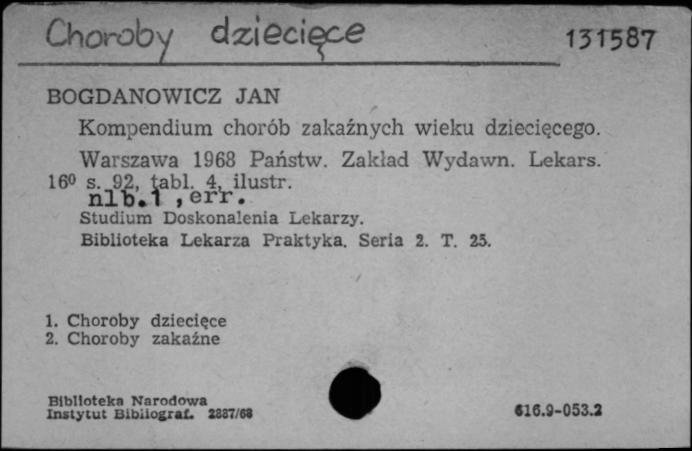 Choroby dziecięce 131587
BOGDANOWICZ JAN
Kompendium chorób zakaźnych wieku dziecięcego.
Warszawa 1968 Państw. Zakład Wydawn. Lekars.
16⁰ s. 92, tabl. 4, ilustr.
nlb.1 , err.
Studium Doskonalenia Lekarzy.
Biblioteka Lekarza Praktyka. Seria 2. T. 25.
1. Choroby dziecięce
2. Choroby zakaźne
Biblioteka Narodowa
Instytut Bibliograf. 2887/68 616.9-053.2